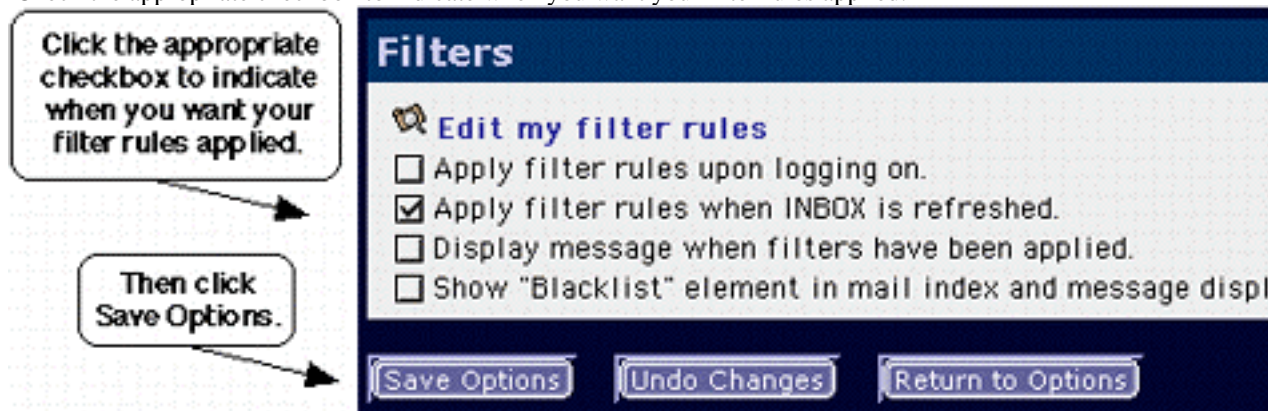 Click the appropriate
checkbox to indicate
when you want your
filter rules applied.
Then click
Save Options.
Filters
Edit my filter rules
Apply filter rules upon logging on.
Apply filter rules when INBOX is refreshed.
Display message when filters have been applied.
Show "Blacklist" element in mail index and message displ
Save Options
Undo Changes
Return to Options